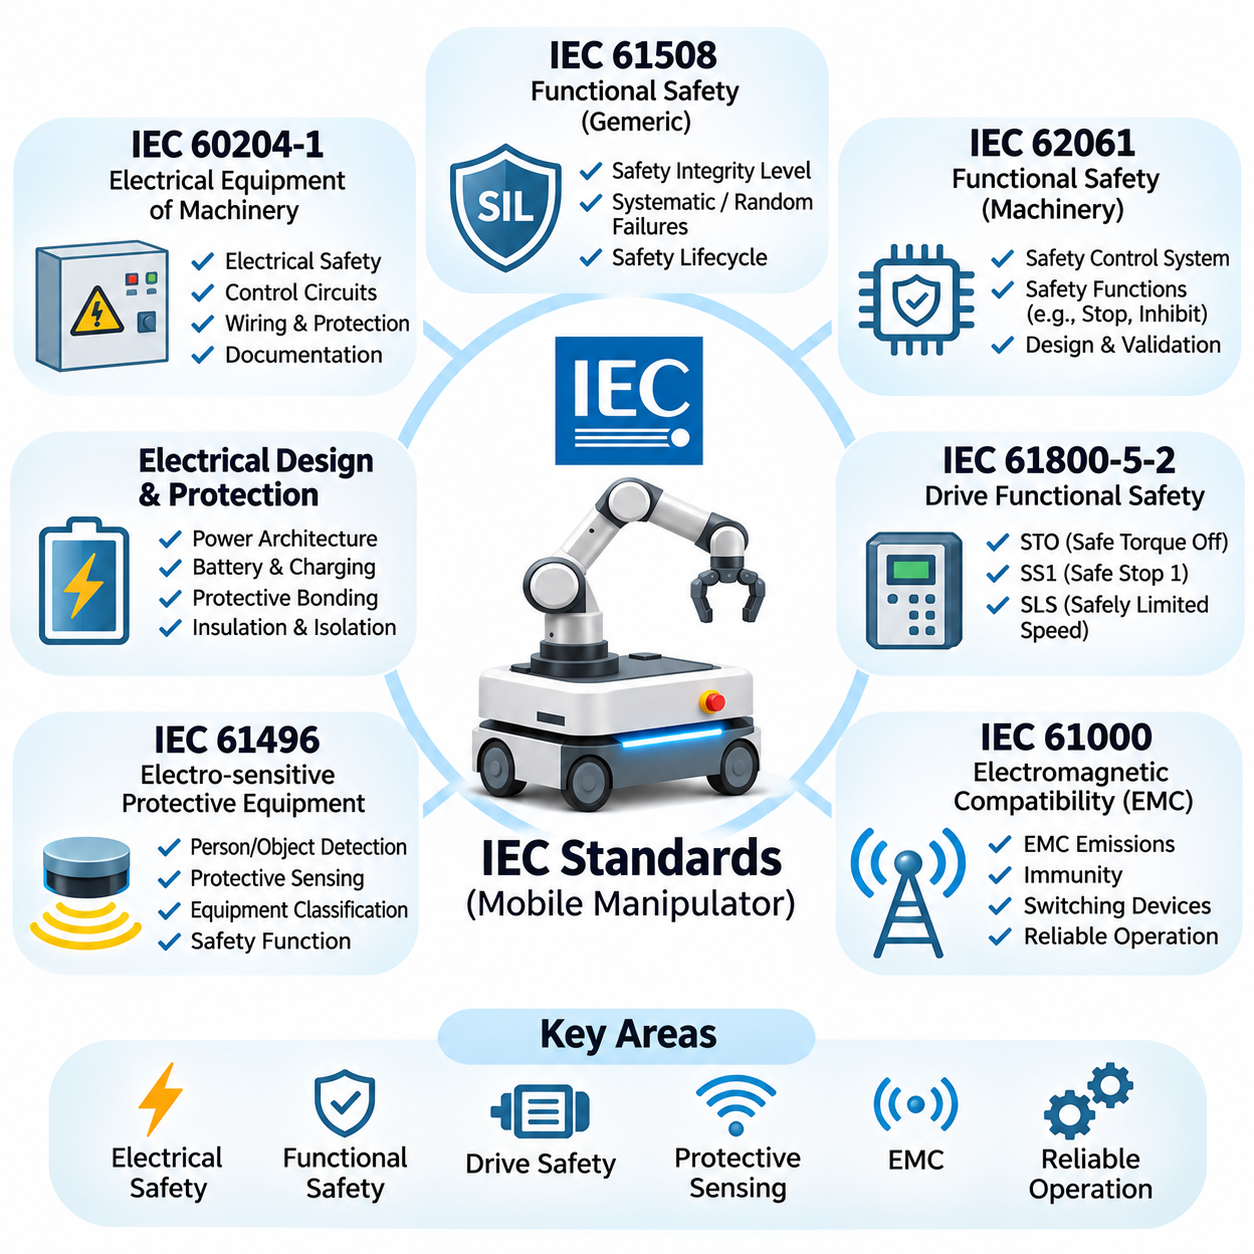 IEC 61508
Functional Safety
(Gemeric)
SIL
Safety Integrity Level
Systematic / Random
Failures
Safety Lifecycle
IEC 60204-1
Electrical Equipment
of Machinery
Electrical Safety
Control Circuits
Wiring & Protection
Documentation
IEC 62061
Functional Safety
(Machinery)
Safety Control System
Safety Functions
(e.g., Stop, Inhibit)
Design & Validation
IEC
Electrical Design
& Protection
Power Architecture
Battery & Charging
Protective Bonding
Insulation & Isolation
IEC 61800-5-2
Drive Functional Safety
STO (Safe Torque Off)
SS1 (Safe Stop 1)
SLS (Safely Limited
Speed)
IEC 61496
Electro-sensitive
Protective Equipment
Person/Object Detection
Protective Sensing
Equipment Classification
Safety Function
IEC Standards
(Mobile Manipulator)
IEC 61000
Electromagnetic
Compatibility (EMC)
EMC Emissions
Immunity
Switching Devices
Reliable Operation
Key Areas
Electrical
Safety
Functional
Safety
Drive Safety
Protective
Sensing
EMC
Reliable
Operation